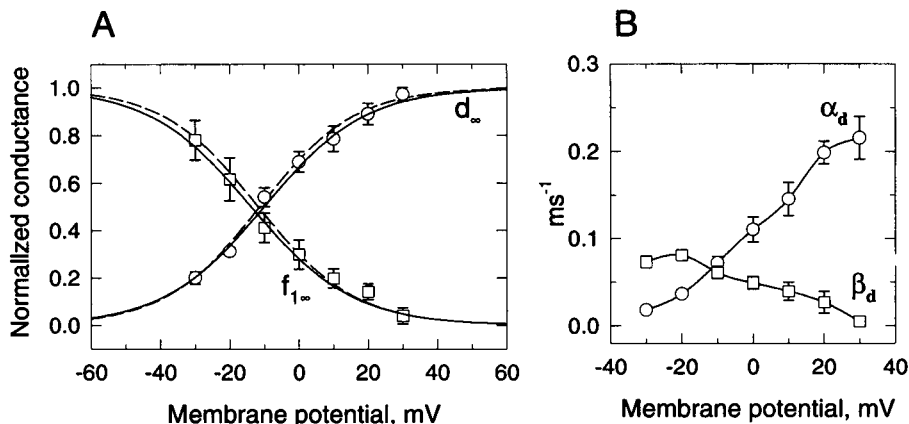 A
Normalized conductance
1.0
0.8
0.6
0.4
0.2
0.0
d∞
f1∞
-60 -40 -20 0 20 40 60
Membrane potential, mV
B
ms-1
0.3
0.2
0.1
0.0
αd
βd
-40 -20 0 20 40
Membrane potential, mV